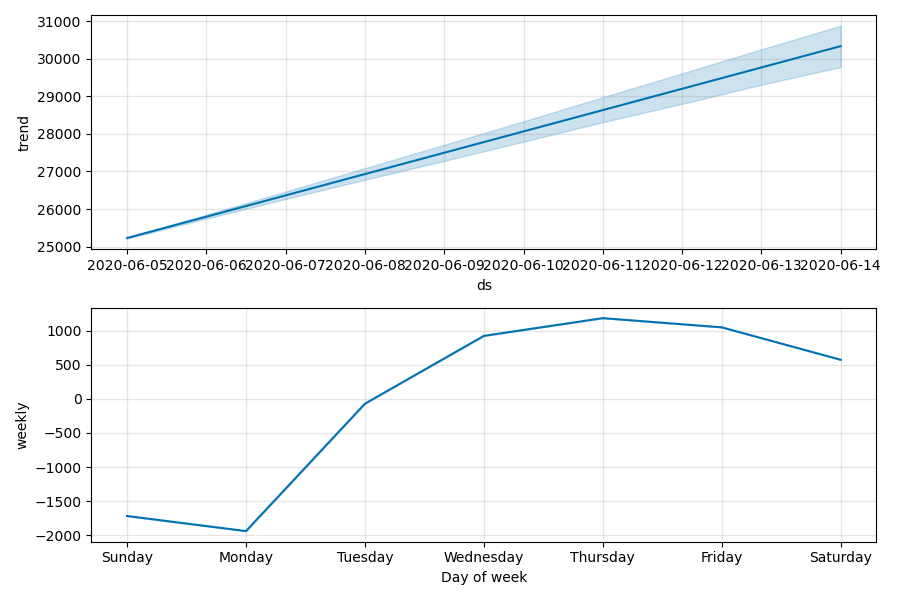 31000
30000
29000
28000
27000
26000
25000
trend
2020-06-05 2020-06-06 2020-06-07 2020-06-08 2020-06-09 2020-06-10 2020-06-11 2020-06-12 2020-06-13 2020-06-14
ds
1000
500
0
−500
−1000
−1500
−2000
weekly
Sunday Monday Tuesday Wednesday Thursday Friday Saturday
Day of week